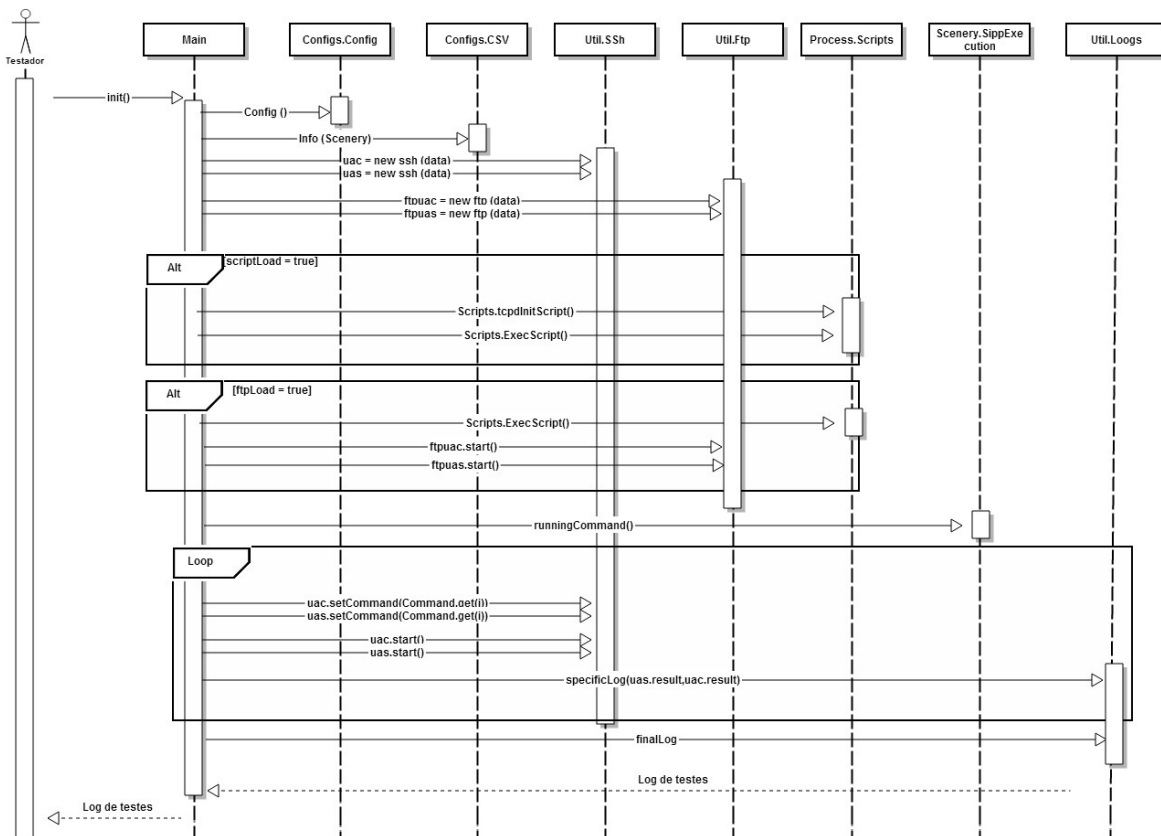 Testador
Main
Configs.Config
Configs.CSV
Util.SSh
Util.Ftp
Process.Scripts
Scenery.SippExe
cution
Util.Loogs
init()
Config ()
Info (Scenery)
uac = new ssh (data)
uas = new ssh (data)
ftpuac = new ftp (data)
ftpuas = new ftp (data)
Alt
[scriptLoad = true]
Scripts.tcpdInitScript()
Scripts.ExecScript()
Alt
[ftpLoad = true]
Scripts.ExecScript()
ftpuac.start()
ftpuas.start()
runningCommand()
Loop
uac.setCommand(Command.get(i))
uas.setCommand(Command.get(i))
uac.start()
uas.start()
specificLog(uas.result,uac.result)
finalLog
Log de testes
Log de testes